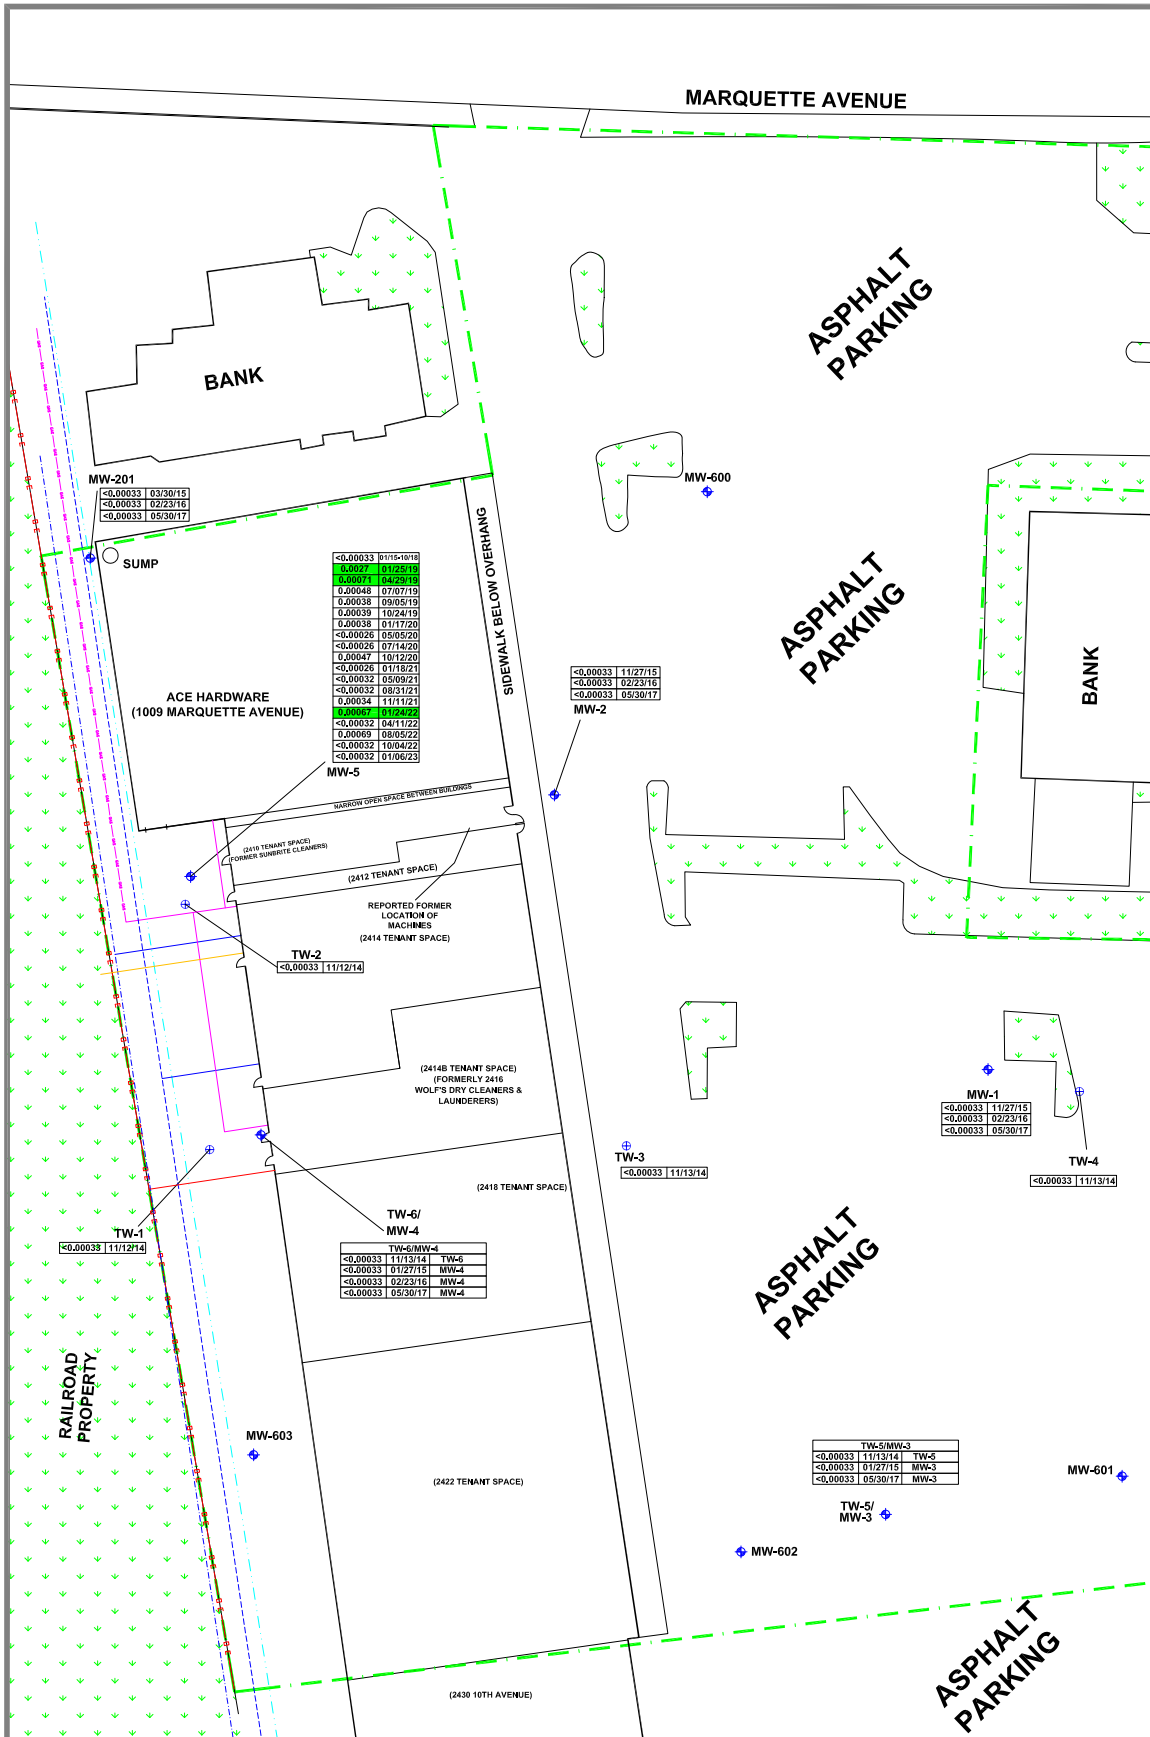 MARQUETTE AVENUE
ASPHALT
PARKING
BANK
MW-201
<0.00033 03/30/15
<0.00033 02/23/16
<0.00033 05/30/17
MW-600
SUMP
SIDEWALK BELOW OVERHANG
<0.00033 01/15-10/18
0.0027 01/25/19
0.00071 04/29/19
0.00048 07/07/19
0.00038 09/05/19
0.00039 10/24/19
0.00038 01/17/20
<0.00026 05/05/20
<0.00026 07/14/20
0.00047 10/12/20
<0.00026 01/18/21
<0.00032 05/09/21
<0.00032 08/31/21
0.00034 11/11/21
0.00067 01/24/22
<0.00032 04/11/22
0.00069 08/05/22
<0.00032 10/04/22
<0.00032 01/06/23
MW-5
ASPHALT
PARKING
BANK
ACE HARDWARE
(1009 MARQUETTE AVENUE)
<0.00033 11/27/15
<0.00033 02/23/16
<0.00033 05/30/17
MW-2
NARROW OPEN SPACE BETWEEN BUILDINGS
(2410 TENANT SPACE)
(FORMER SUNBRITE CLEANERS)
(2412 TENANT SPACE)
REPORTED FORMER
LOCATION OF
MACHINES
(2414 TENANT SPACE)
TW-2
<0.00033 11/12/14
(2414B TENANT SPACE)
(FORMERLY 2416
WOLF'S DRY CLEANERS &
LAUNDERERS)
MW-1
<0.00033 11/27/15
<0.00033 02/23/16
<0.00033 05/30/17
TW-3
<0.00033 11/13/14
TW-4
<0.00033 11/13/14
(2418 TENANT SPACE)
TW-1
<0.00033 11/12/14
TW-6/
MW-4
TW-6/MW-4
<0.00033 11/13/14 TW-6
<0.00033 01/27/15 MW-4
<0.00033 02/23/16 MW-4
<0.00033 05/30/17 MW-4
ASPHALT
PARKING
RAILROAD
PROPERTY
MW-603
(2422 TENANT SPACE)
TW-5/MW-3
<0.00033 11/13/14 TW-5
<0.00033 01/27/15 MW-3
<0.00033 05/30/17 MW-3
TW-5/
MW-3
MW-601
MW-602
ASPHALT
PARKING
(2430 10TH AVENUE)